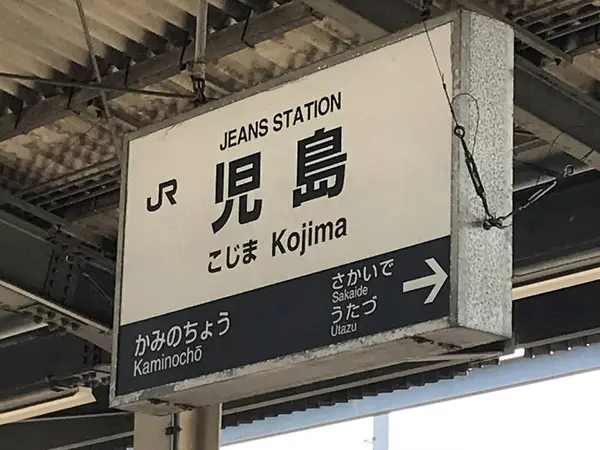 JEANS STATION
JR 児島
こじま Kojima
かみのちょう
Kaminochō
さかいで
Sakaide
うたづ
Utazu